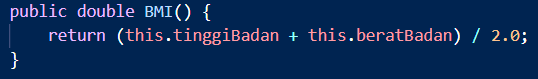 public double BMI() {
    return (this.tinggiBadan + this.beratBadan) / 2.0;
}